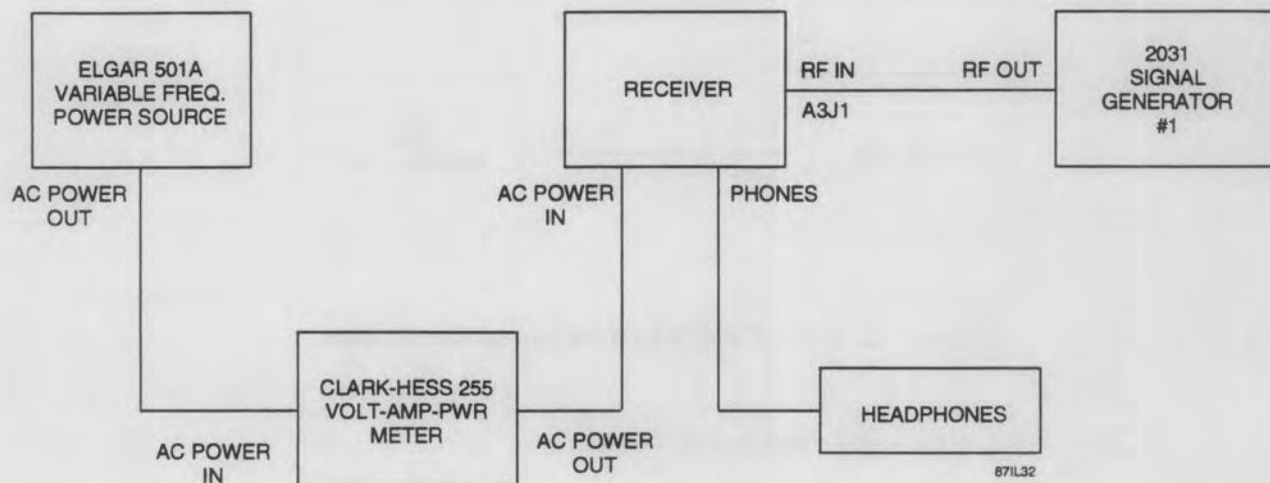 ELGAR 501A
VARIABLE FREQ.
POWER SOURCE
RECEIVER
RF IN
RF OUT
A3J1
2031
SIGNAL
GENERATOR
#1
AC POWER
OUT
AC POWER
IN
PHONES
CLARK-HESS 255
VOLT-AMP-PWR
METER
AC POWER
IN
AC POWER
OUT
HEADPHONES
871L32